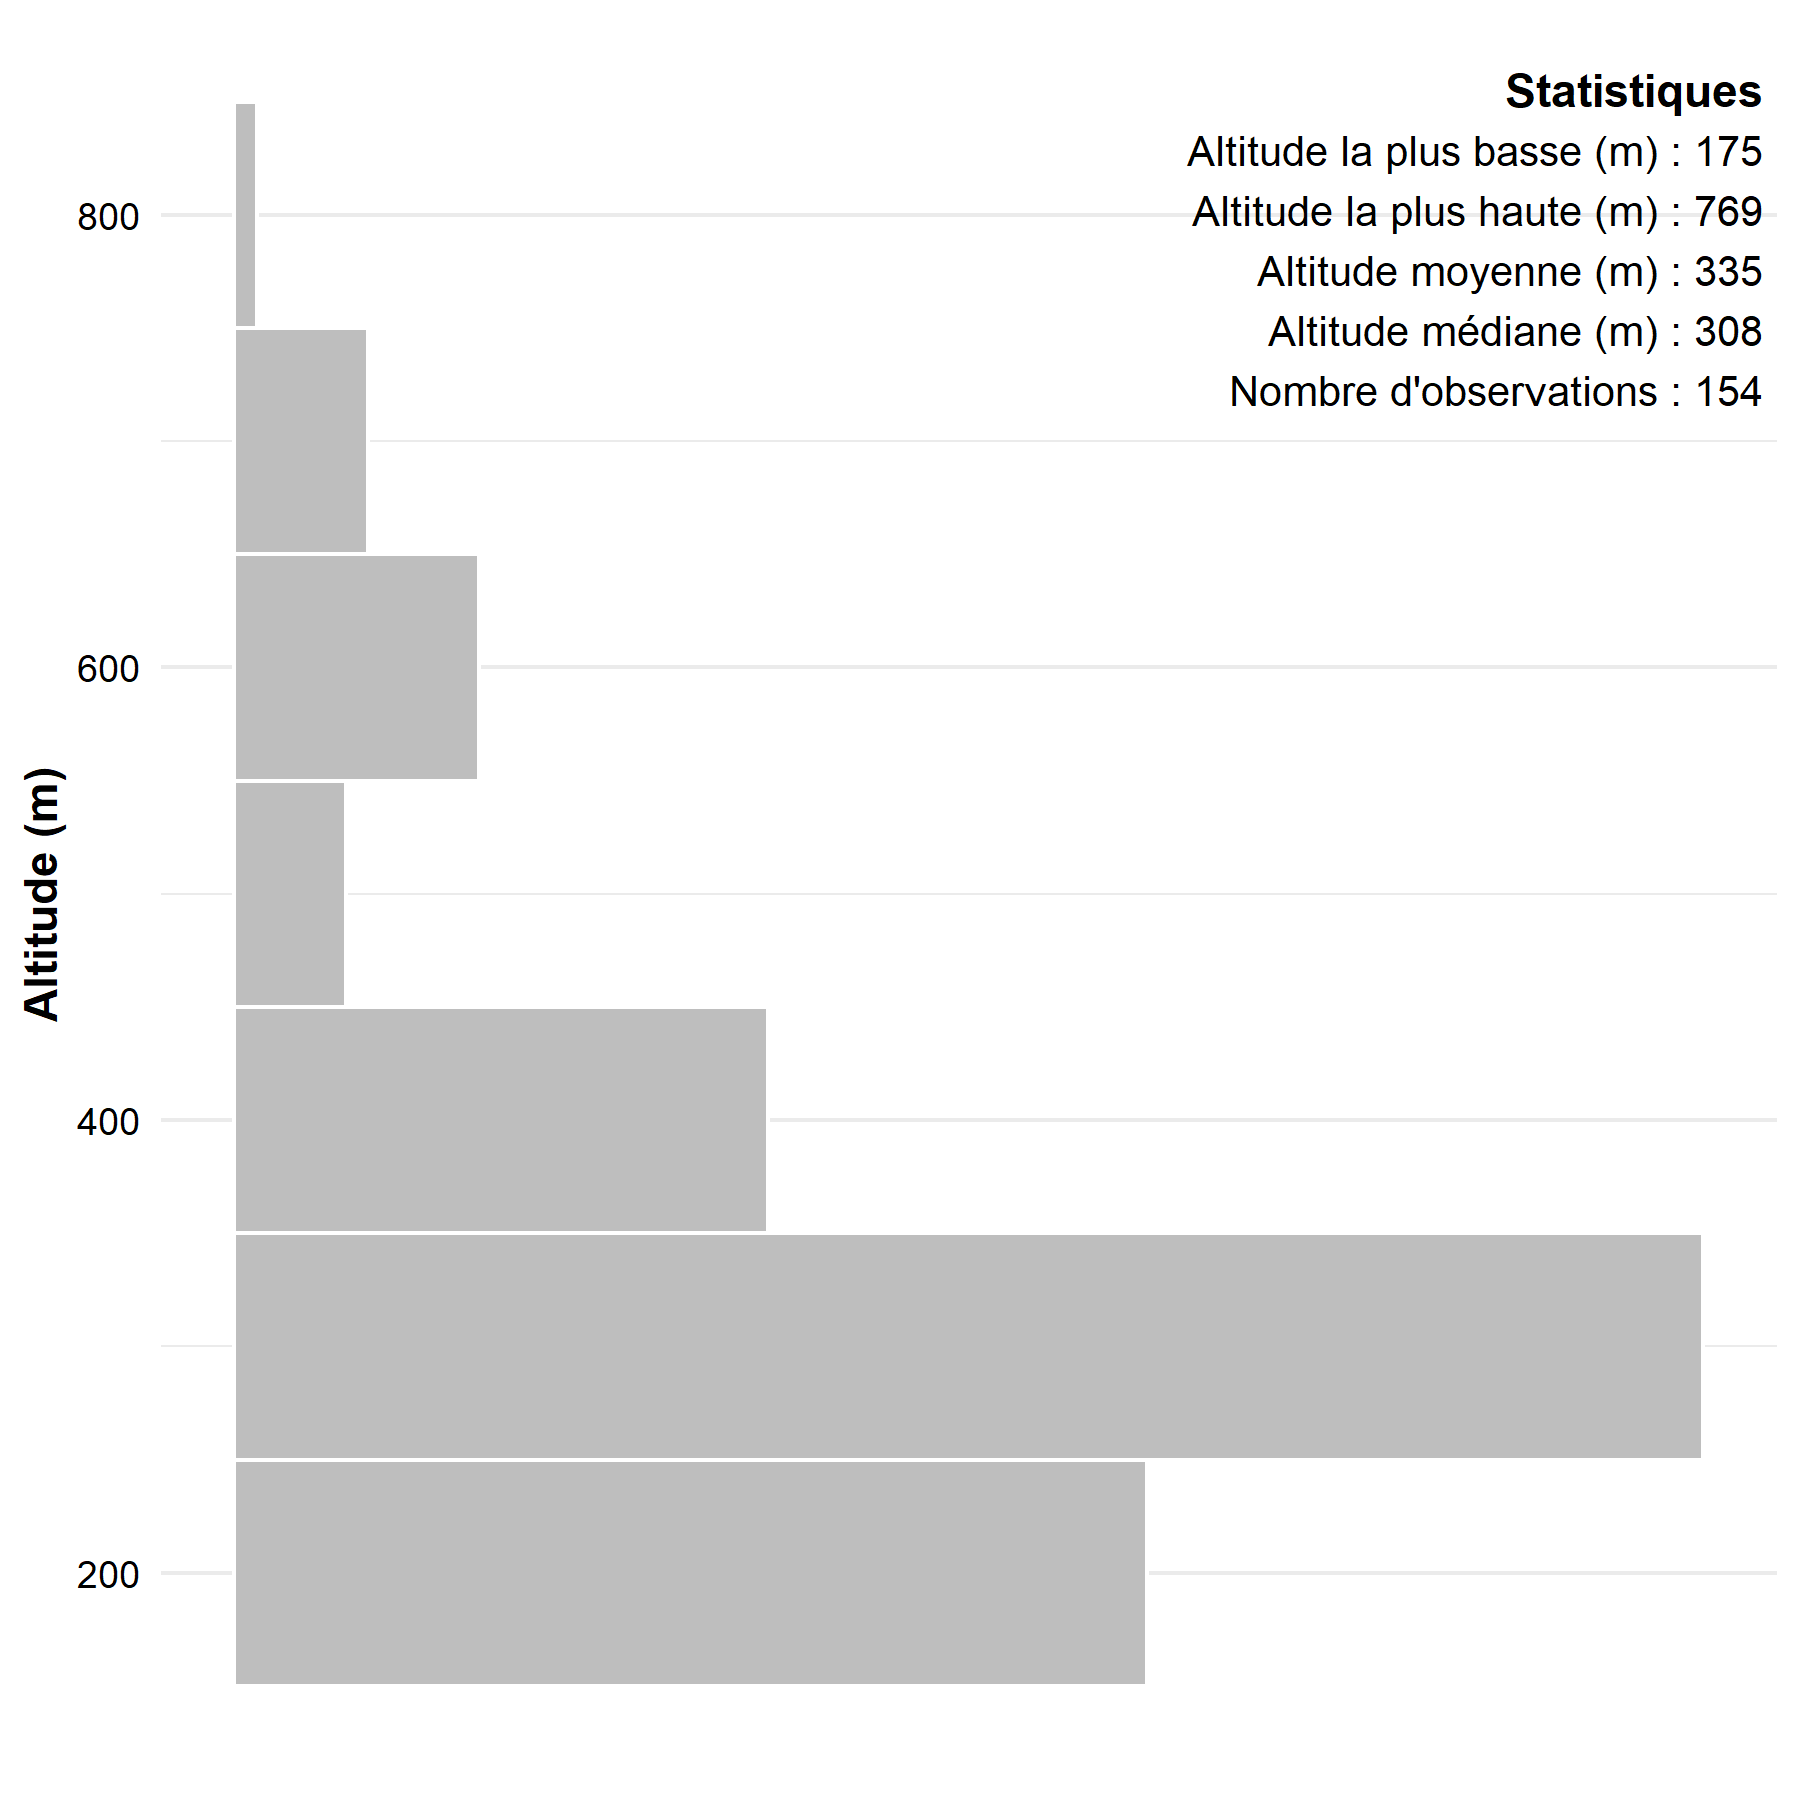 Statistiques
Altitude la plus basse (m) : 175
Altitude la plus haute (m) : 769
Altitude moyenne (m) : 335
Altitude médiane (m) : 308
Nombre d'observations : 154
800
600
400
200
Altitude (m)